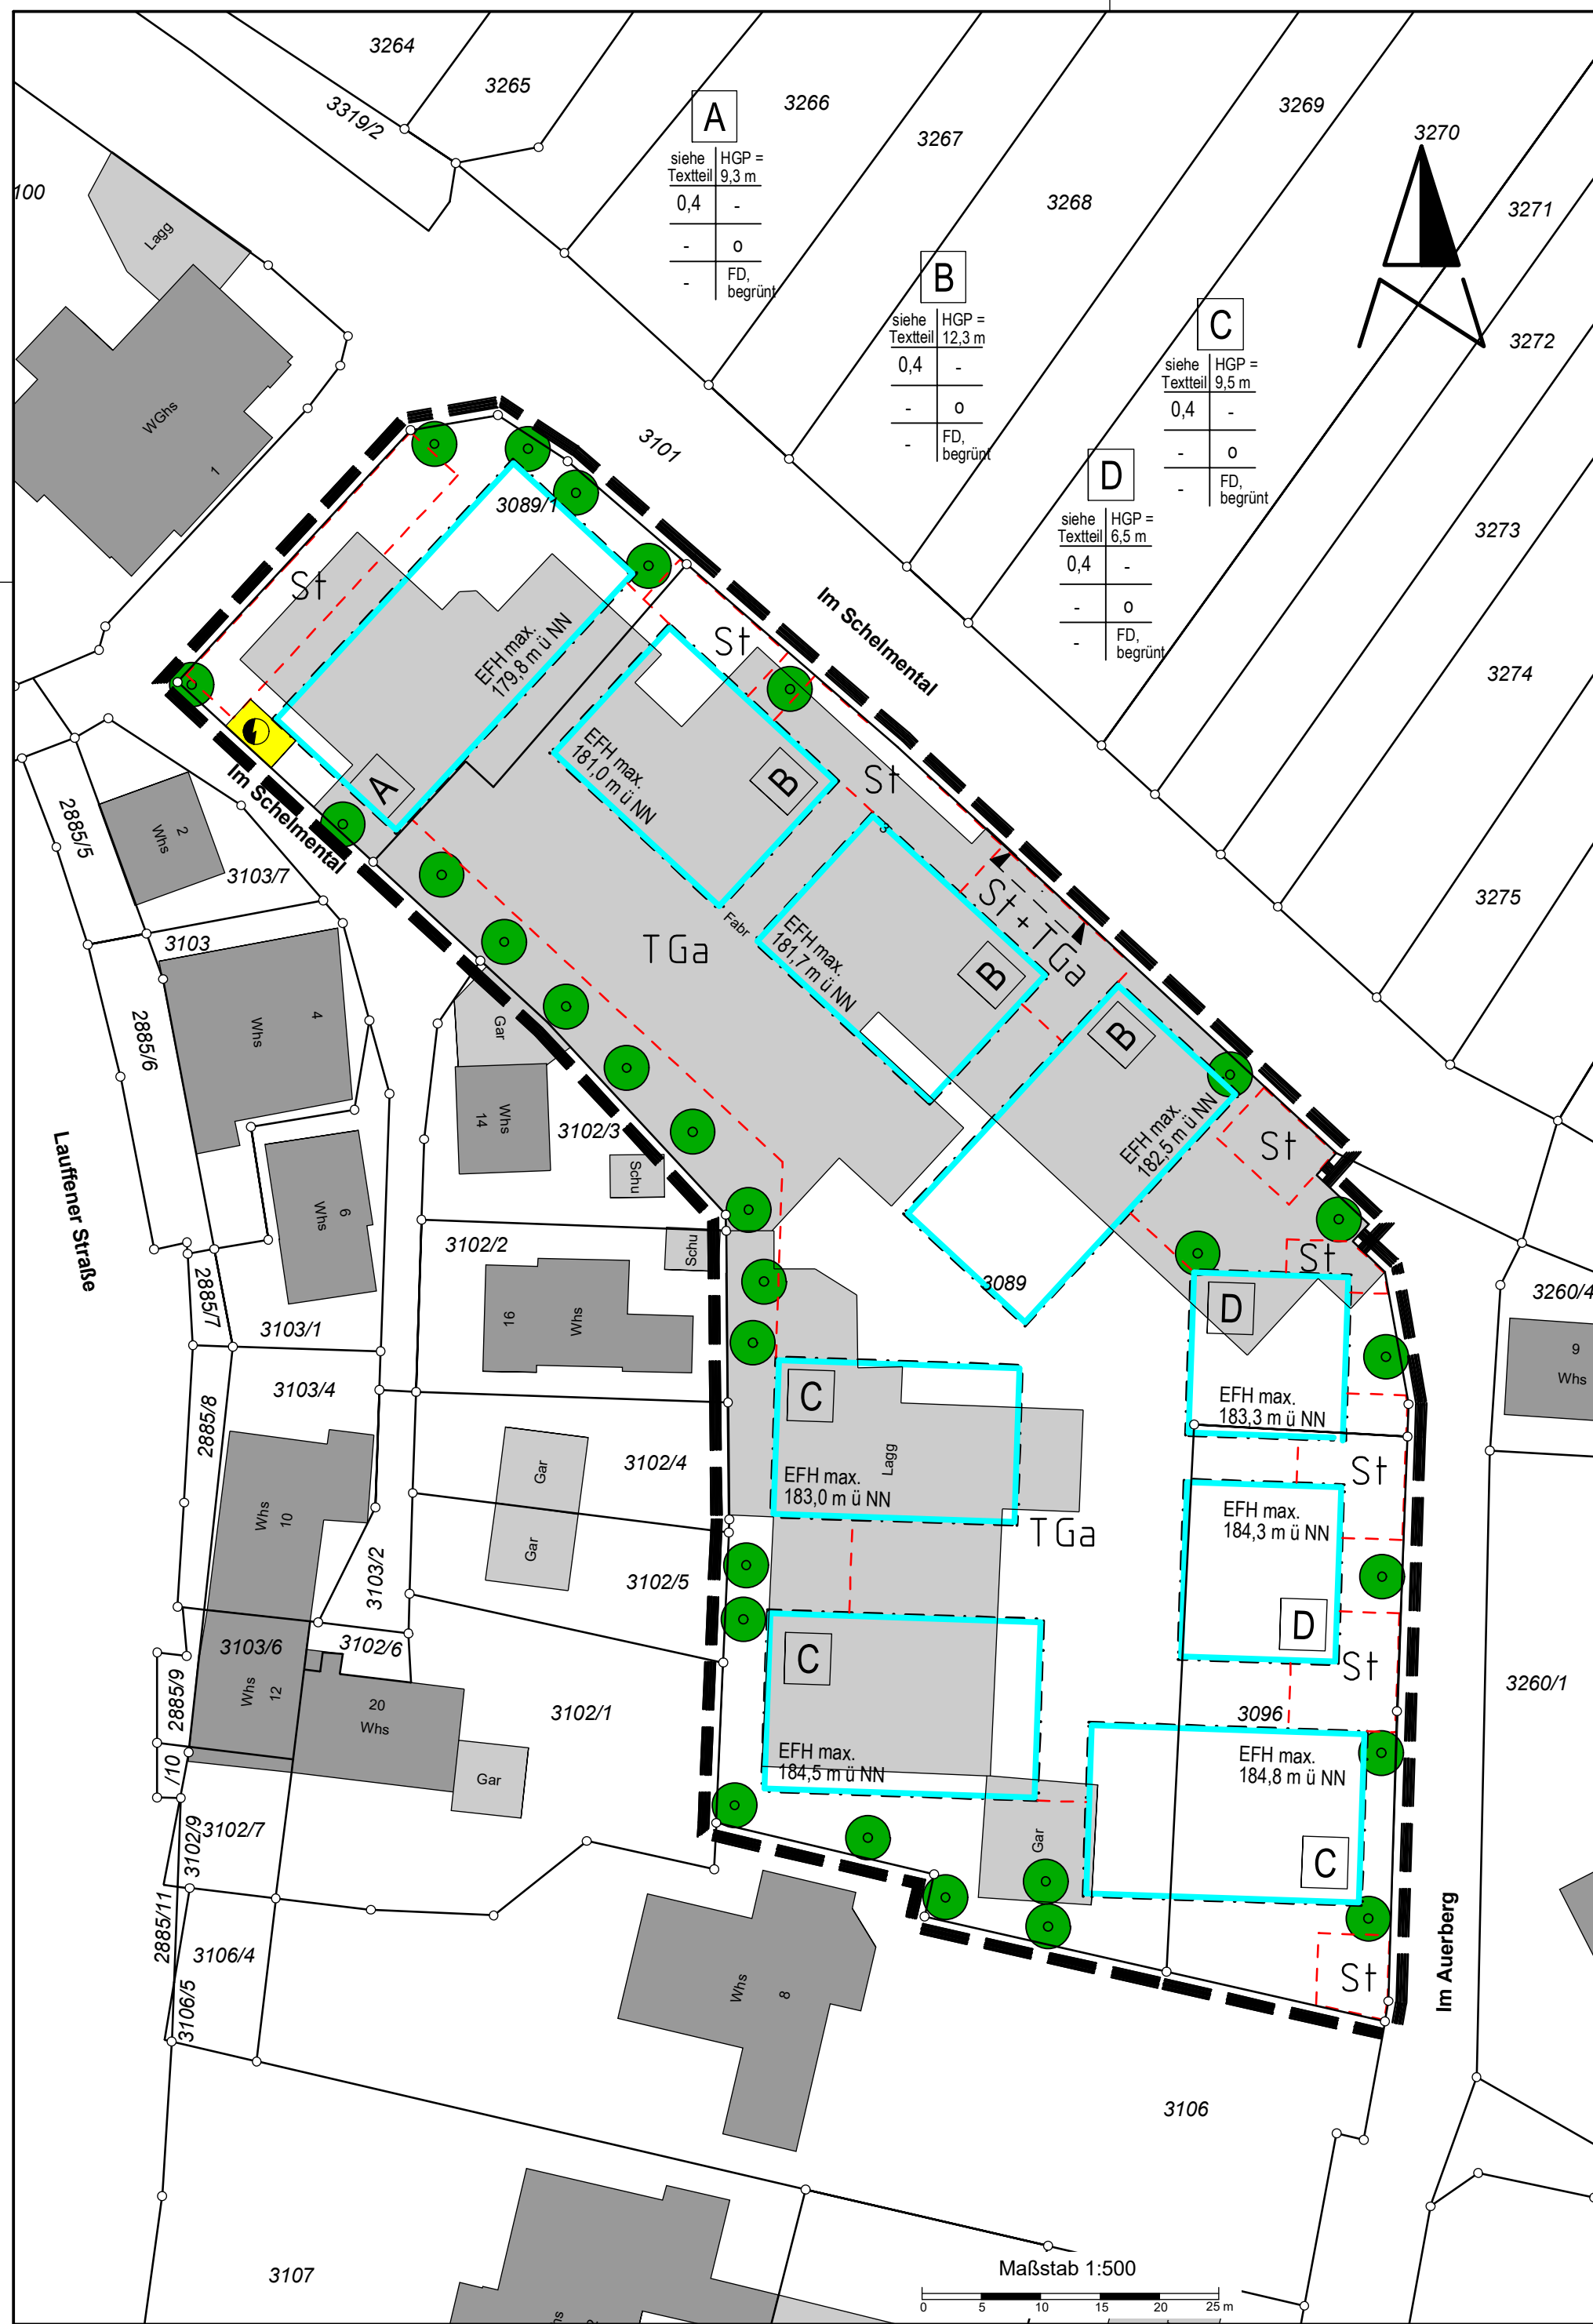 3264
3265
3319/2
3266
3267
3268
3269
3270
3271
3272
3273
3274
3275
100
Lagg
WGhs
1
A
siehe
Textteil
HGP =
9,3 m
0,4
-
-
o
-
FD,
begrünt
B
siehe
Textteil
HGP =
12,3 m
0,4
-
-
o
-
FD,
begrünt
C
siehe
Textteil
HGP =
9,5 m
0,4
-
-
o
-
FD,
begrünt
D
siehe
Textteil
HGP =
6,5 m
0,4
-
-
o
-
FD,
begrünt
3101
3089/1
St
EFH max.
179,8 m ü NN
A
Im Schelmental
St
Im Schelmental
EFH max.
181,0 m ü NN
B
St
3
Fabr
TGa
EFH max.
181,7 m ü NN
B
St + TGa
B
EFH max.
182,5 m ü NN
St
St
3089
D
EFH max.
183,3 m ü NN
2885/5
2
Whs
3103/7
3103
4
Whs
2885/6
Gar
14
Whs
3102/3
Schu
6
Whs
Lauffener Straße
2885/7
3102/2
Schu
16
Whs
3103/1
3260/4
9
Whs
3103/4
2885/8
C
Lagg
EFH max.
183,0 m ü NN
TGa
St
EFH max.
184,3 m ü NN
D
St
3102/4
Gar
Gar
Whs
10
3103/2
3102/5
3103/6
3102/6
Whs
12
20
Whs
2885/9
/10
3102/1
Gar
C
EFH max.
184,5 m ü NN
3096
EFH max.
184,8 m ü NN
C
3260/1
Gar
3102/7
3102/9
2885/11
3106/4
3106/5
Whs
8
St
Im Auerberg
3106
3107
Maßstab 1:500
0 5 10 15 20 25 m